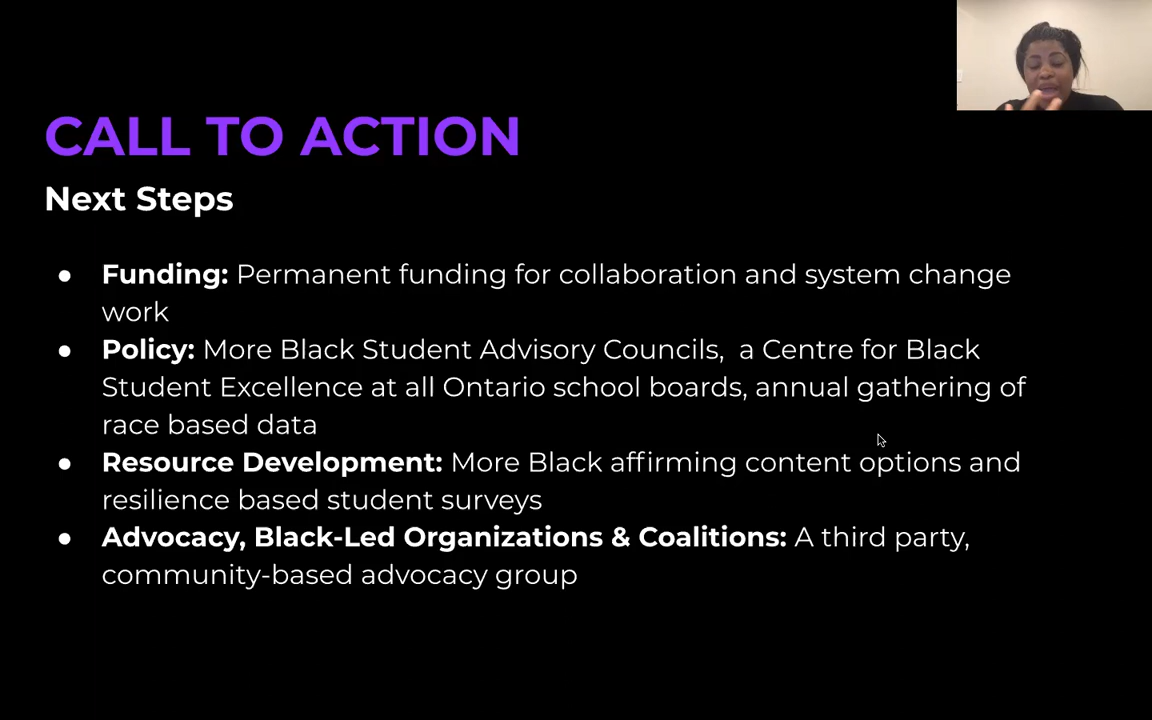 CALL TO ACTION
Next Steps
● Funding: Permanent funding for collaboration and system change
work
● Policy: More Black Student Advisory Councils,  a Centre for Black
Student Excellence at all Ontario school boards, annual gathering of
race based data
● Resource Development: More Black affirming content options and
resilience based student surveys
● Advocacy, Black-Led Organizations & Coalitions: A third party,
community-based advocacy group